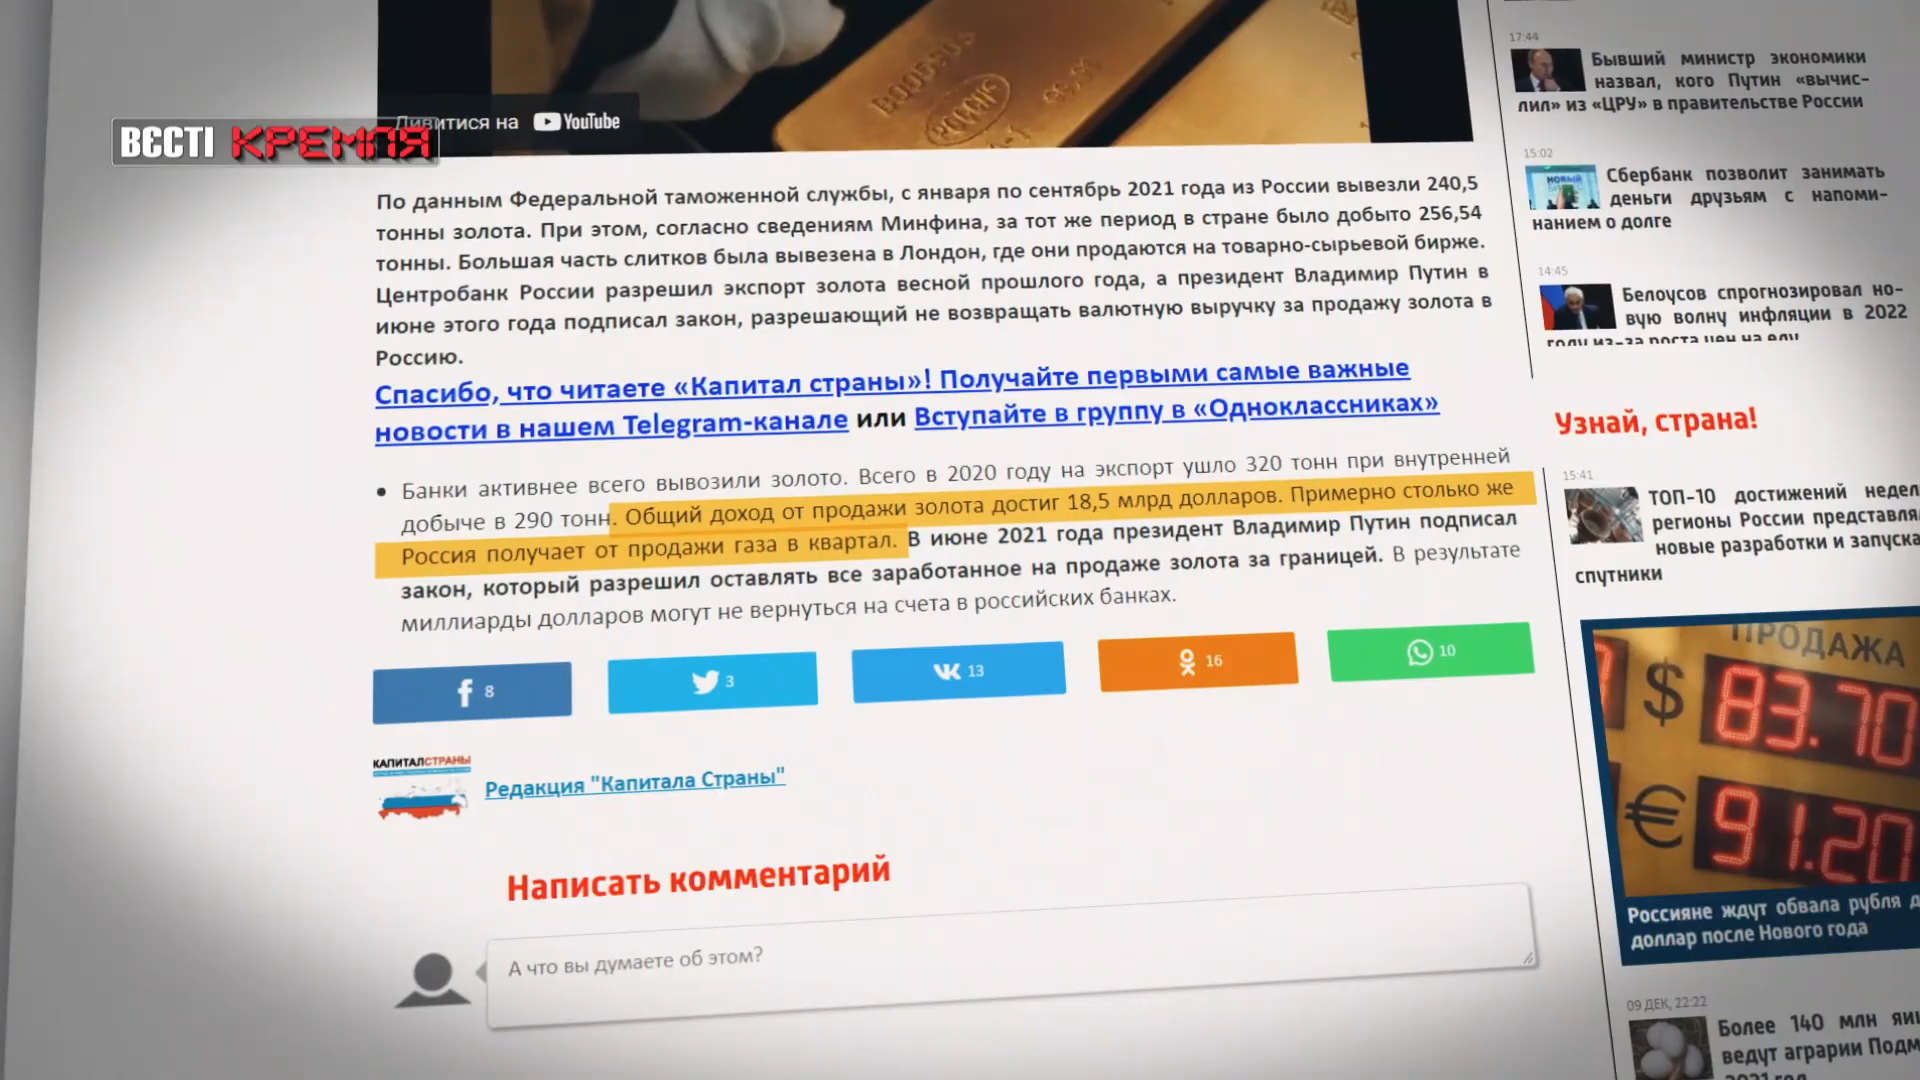 ВЄСТІ КРЕМЛЯ
Дивитися на YouTube
По данным Федеральной таможенной службы, с января по сентябрь 2021 года из России вывезли 240,5
тонны золота. При этом, согласно сведениям Минфина, за тот же период в стране было добыто 256,54
тонны. Большая часть слитков была вывезена в Лондон, где они продаются на товарно-сырьевой бирже.
Центробанк России разрешил экспорт золота весной прошлого года, а президент Владимир Путин в
июне этого года подписал закон, разрешающий не возвращать валютную выручку за продажу золота в
Россию.
Спасибо, что читаете «Капитал страны»! Получайте первыми самые важные
новости в нашем Telegram-канале или Вступайте в группу в «Одноклассниках»
• Банки активнее всего вывозили золото. Всего в 2020 году на экспорт ушло 320 тонн при внутренней
добыче в 290 тонн. Общий доход от продажи золота достиг 18,5 млрд долларов. Примерно столько же
Россия получает от продажи газа в квартал. В июне 2021 года президент Владимир Путин подписал
закон, который разрешил оставлять все заработанное на продаже золота за границей. В результате
миллиарды долларов могут не вернуться на счета в российских банках.
8
3
13
16
10
КАПИТАЛСТРАНЫ
Редакция "Капитала Страны"
Написать комментарий
А что вы думаете об этом?
17:44
Бывший министр экономики
назвал, кого Путин «вычис-
лил» из «ЦРУ» в правительстве России
15:02
Сбербанк позволит занимать
деньги друзьям с напоми-
нанием о долге
14:45
Белоусов спрогнозировал но-
вую волну инфляции в 2022
году из-за роста цен на еду
Узнай, страна!
15:41
ТОП-10 достижений недел
регионы России представля
новые разработки и запуска
спутники
ПРОДАЖА
$ 83.70
€ 91.20
Россияне ждут обвала рубля д
доллар после Нового года
09 ДЕК, 22:22
Более 140 млн яиц
ведут аграрии Подм
2021 год